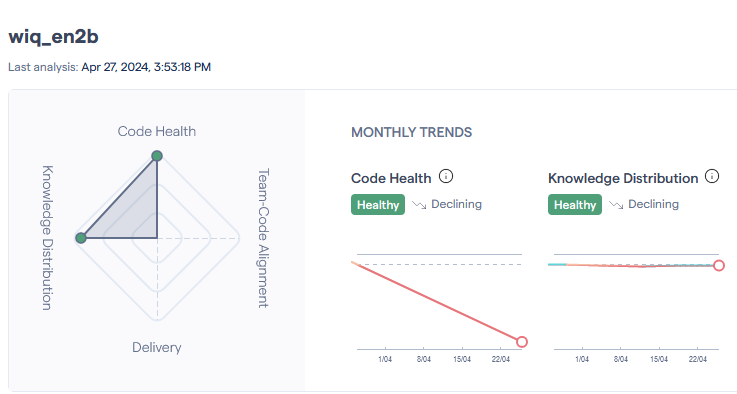 wiq_en2b
Last analysis: Apr 27, 2024, 3:53:18 PM
Code Health
Knowledge Distribution
Team-Code Alignment
Delivery
MONTHLY TRENDS
Code Health
Healthy Declining
1/04 8/04 15/04 22/04
Knowledge Distribution
Healthy Declining
1/04 8/04 15/04 22/04